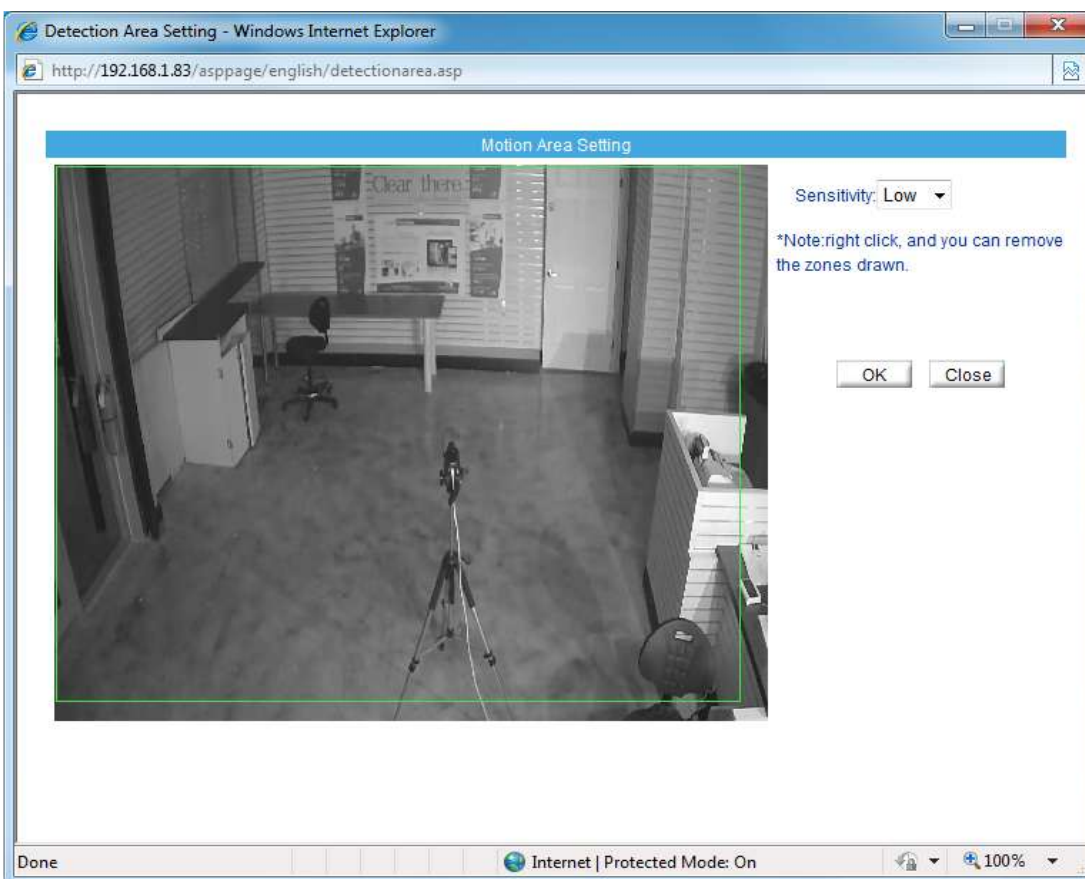 Detection Area Setting - Windows Internet Explorer
http://192.168.1.83/asppage/english/detectionarea.asp
Motion Area Setting
Clear there.
Sensitivity: Low
*Note:right click, and you can remove
the zones drawn.
OK Close
Done
Internet | Protected Mode: On
100%